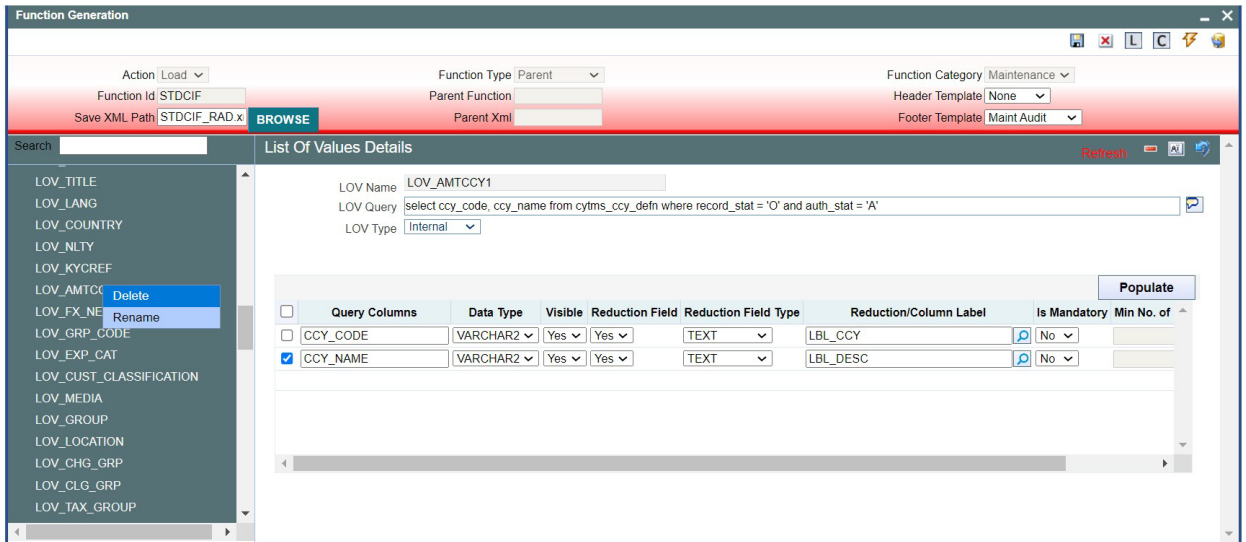 Function Generation
L C
Action Load Function Type Parent Function Category Maintenance
Function Id STDCIF Parent Function Header Template None
Save XML Path STDCIF_RAD.x BROWSE Parent Xml Footer Template Maint Audit
Search List Of Values Details Refresh
LOV_TITLE
LOV_LANG
LOV_COUNTRY
LOV_NLTY
LOV_KYCREF
LOV_AMTCC
LOV_FX_NE
LOV_GRP_CODE
LOV_EXP_CAT
LOV_CUST_CLASSIFICATION
LOV_MEDIA
LOV_GROUP
LOV_LOCATION
LOV_CHG_GRP
LOV_CLG_GRP
LOV_TAX_GROUP
Delete
Rename
LOV Name LOV_AMTCCY1
LOV Query select ccy_code, ccy_name from cytms_ccy_defn where record_stat = 'O' and auth_stat = 'A'
LOV Type Internal
Populate
Query Columns Data Type Visible Reduction Field Reduction Field Type Reduction/Column Label Is Mandatory Min No. of
CCY_CODE VARCHAR2 Yes Yes TEXT LBL_CCY No
CCY_NAME VARCHAR2 Yes Yes TEXT LBL_DESC No